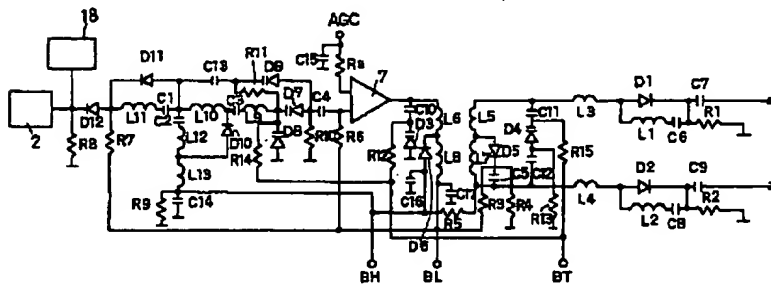 18
AGC
D11
C13
R11
D9
C15
Ra
7
D1
C7
2
D12
L11
C1
C2
L10
C3
L9
D7
C4
C10
L6
L5
C11
L3
R8
R7
L12
D10
D8
R10
R6
D3
D4
L1
C6
R1
R14
R12
L8
L7
D5
R15
L13
D2
C9
R9
C14
C16
C17
C5
C12
L4
R5
R3
R4
R13
L2
C8
R2
D6
BH
BL
BT